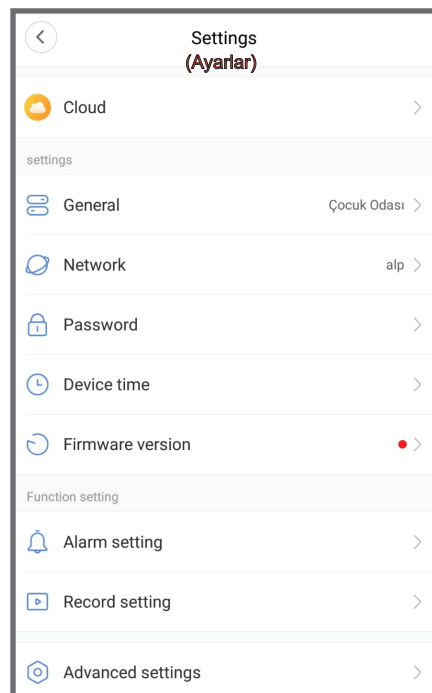 Settings
(Ayarlar)
Cloud
settings
General Çocuk Odası
Network alp
Password
Device time
Firmware version
Function setting
Alarm setting
Record setting
Advanced settings